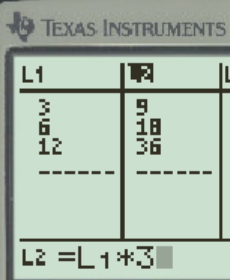 TEXAS INSTRUMENTS
L1 L2 L
3 9
6 18
12 36
------ ------
L2 =L1*3